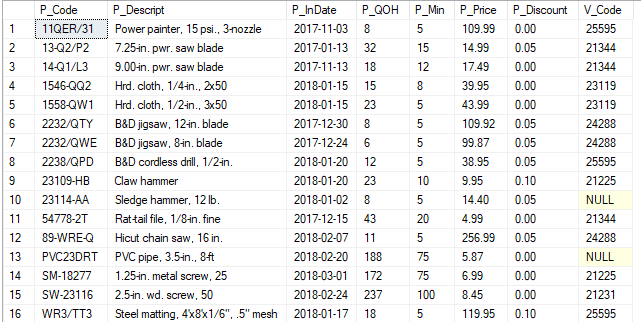 P_Code P_Descript P_InDate P_QOH P_Min P_Price P_Discount V_Code
1 11QER/31 Power painter, 15 psi., 3-nozzle 2017-11-03 8 5 109.99 0.00 25595
2 13-Q2/P2 7.25-in. pwr. saw blade 2017-11-13 32 15 14.99 0.05 21344
3 14-Q1/L3 9.00-in. pwr. saw blade 2017-11-13 18 12 17.49 0.00 21344
4 1546-QQ2 Hrd. cloth, 1/4-in., 2x50 2018-01-15 15 8 39.95 0.00 23119
5 1558-QW1 Hrd. cloth, 1/2-in., 3x50 2018-01-15 23 5 43.99 0.00 23119
6 2232/QTY B&D jigsaw, 12-in. blade 2017-12-30 8 5 109.92 0.05 24288
7 2232/QWE B&D jigsaw, 8-in. blade 2017-12-24 6 5 99.87 0.05 24288
8 2238/QPD B&D cordless drill, 1/2-in. 2018-01-20 12 5 38.95 0.05 25595
9 23109-HB Claw hammer 2018-01-20 23 10 9.95 0.10 21225
10 23114-AA Sledge hammer, 12 lb. 2018-01-02 8 5 14.40 0.05 NULL
11 54778-2T Rat-tail file, 1/8-in. fine 2017-12-15 43 20 4.99 0.00 21344
12 89-WRE-Q Hicut chain saw, 16 in. 2018-02-07 11 5 256.99 0.05 24288
13 PVC23DRT PVC pipe, 3.5-in., 8-ft 2018-02-20 188 75 5.87 0.00 NULL
14 SM-18277 1.25-in. metal screw, 25 2018-03-01 172 75 6.99 0.00 21225
15 SW-23116 2.5-in. wd. screw, 50 2018-02-24 237 100 8.45 0.00 21231
16 WR3/TT3 Steel matting, 4'x8'x1/6", .5" mesh 2018-01-17 18 5 119.95 0.10 25595